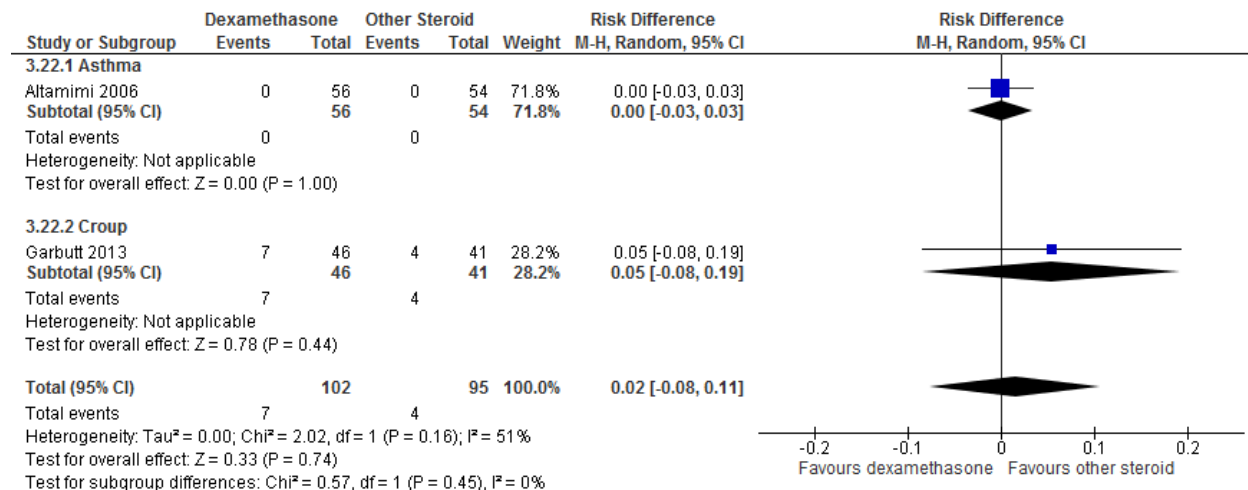 Dexamethasone Other Steroid Risk Difference Risk Difference
Study or Subgroup Events Total Events Total Weight M-H, Random, 95% CI M-H, Random, 95% CI
3.22.1 Asthma
Altamimi 2006 0 56 0 54 71.8% 0.00 [-0.03, 0.03]
Subtotal (95% CI) 56 54 71.8% 0.00 [-0.03, 0.03]
Total events 0 0
Heterogeneity: Not applicable
Test for overall effect: Z = 0.00 (P = 1.00)
3.22.2 Croup
Garbutt 2013 7 46 4 41 28.2% 0.05 [-0.08, 0.19]
Subtotal (95% CI) 46 41 28.2% 0.05 [-0.08, 0.19]
Total events 7 4
Heterogeneity: Not applicable
Test for overall effect: Z = 0.78 (P = 0.44)
Total (95% CI) 102 95 100.0% 0.02 [-0.08, 0.11]
Total events 7 4
Heterogeneity: Tau² = 0.00; Chi² = 2.02, df = 1 (P = 0.16); I² = 51%
Test for overall effect: Z = 0.33 (P = 0.74)
Test for subgroup differences: Chi² = 0.57, df = 1 (P = 0.45), I² = 0%
-0.2 -0.1 0 0.1 0.2
Favours dexamethasone Favours other steroid